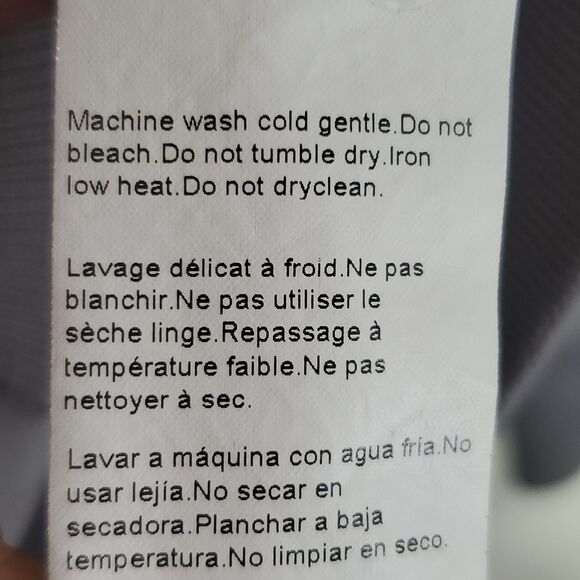 Machine wash cold gentle.Do not
bleach.Do not tumble dry.Iron
low heat.Do not dryclean.
Lavage délicat à froid.Ne pas
blanchir.Ne pas utiliser le
sèche linge.Repassage à
température faible.Ne pas
nettoyer à sec.
Lavar a máquina con agua fría.No
usar lejía.No secar en
secadora.Planchar a baja
temperatura.No limpiar en seco.